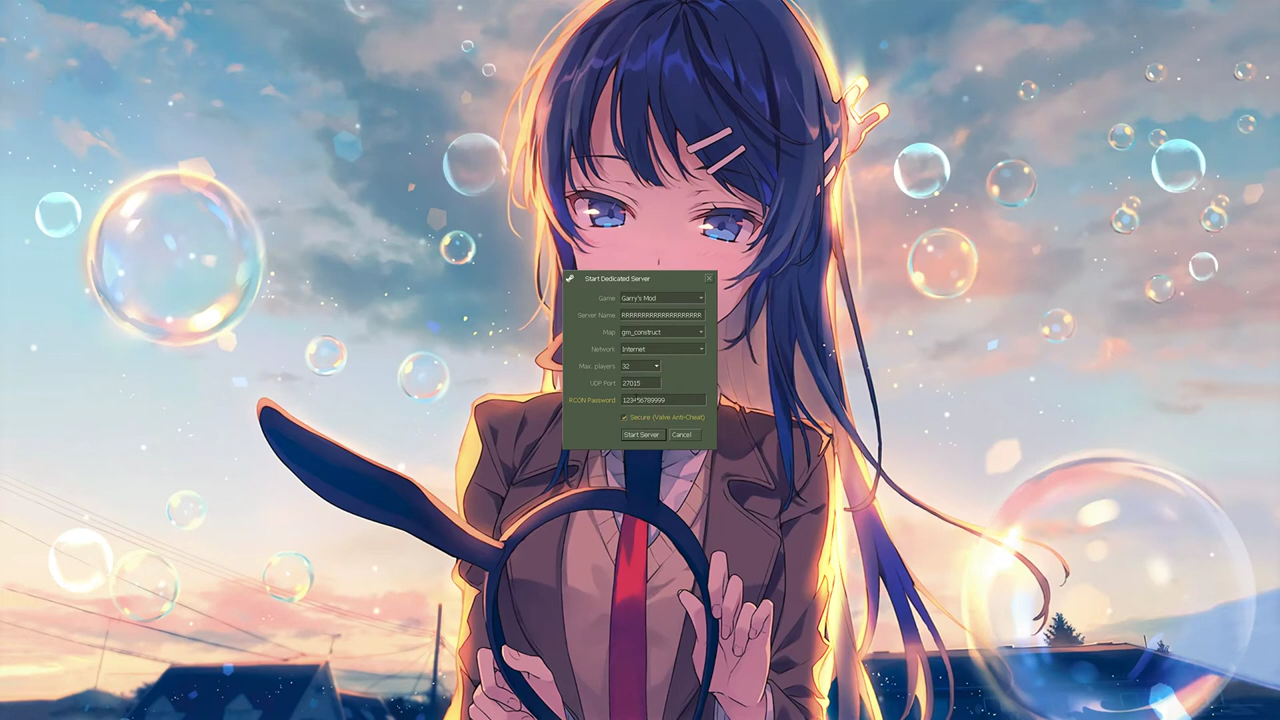 Start Dedicated Server
Game Garry's Mod
Server Name RRRRRRRRRRRRRRRRRRRR
Map gm_construct
Network Internet
Max. players 32
UDP Port 27015
RCON Password 123456789999
Secure (Valve Anti-Cheat)
Start Server Cancel